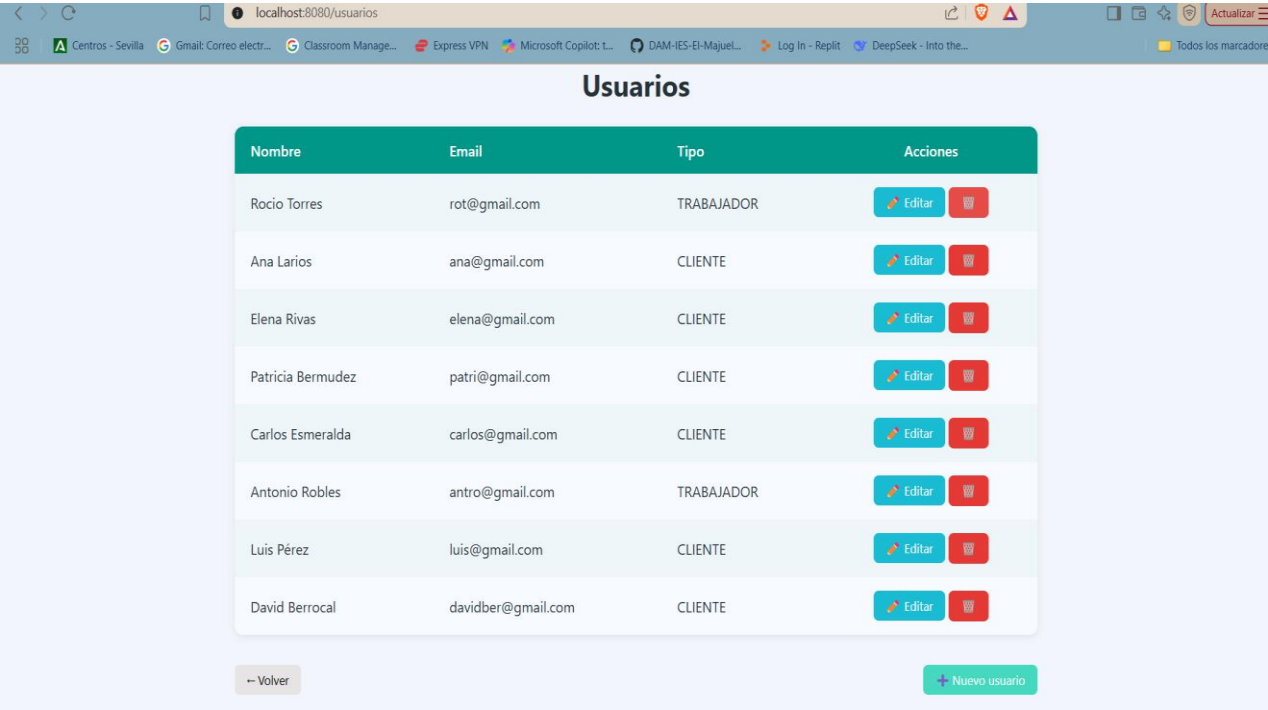 localhost:8080/usuarios
Actualizar
Centros - Sevilla Gmail: Correo electr... Classroom Manage... Express VPN Microsoft Copilot: t... DAM-IES-El-Majuel... Log In - Replit DeepSeek - Into the... Todos los marcadore
Usuarios
Nombre Email Tipo Acciones
Rocio Torres rot@gmail.com TRABAJADOR Editar
Ana Larios ana@gmail.com CLIENTE Editar
Elena Rivas elena@gmail.com CLIENTE Editar
Patricia Bermudez patri@gmail.com CLIENTE Editar
Carlos Esmeralda carlos@gmail.com CLIENTE Editar
Antonio Robles antro@gmail.com TRABAJADOR Editar
Luis Pérez luis@gmail.com CLIENTE Editar
David Berrocal davidber@gmail.com CLIENTE Editar
←Volver + Nuevo usuario